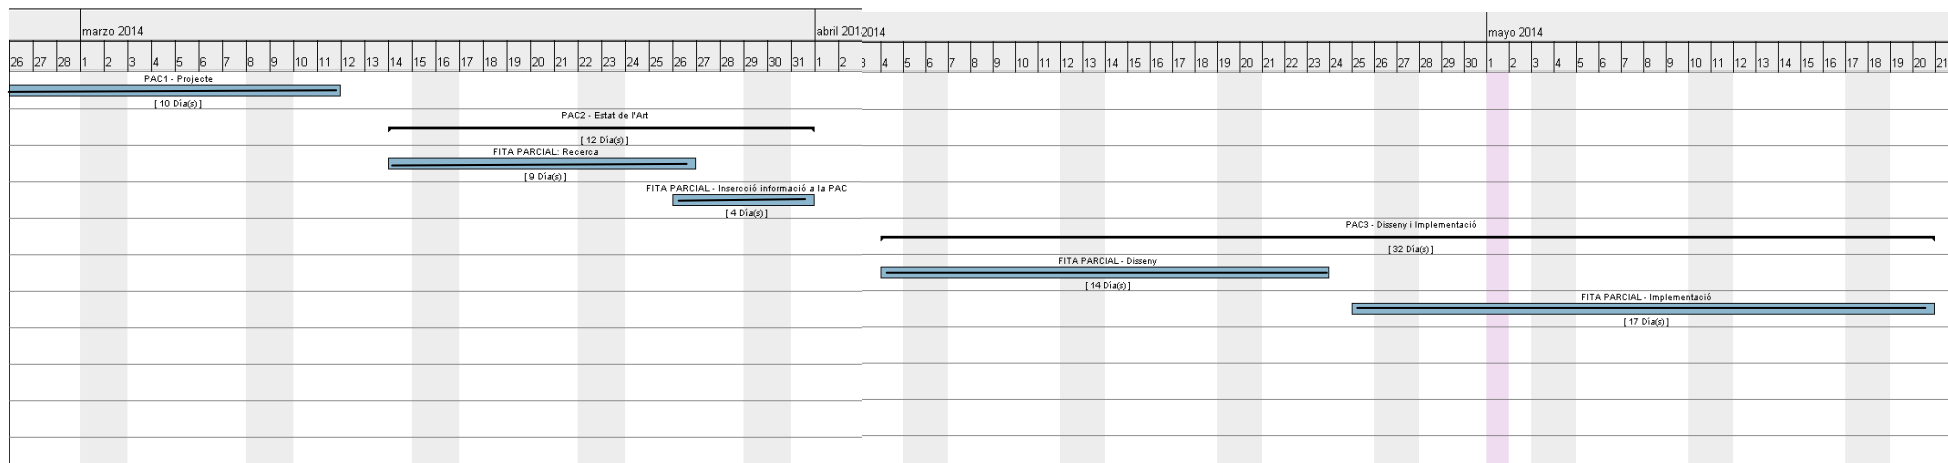 marzo 2014 abril 201 2014 mayo 2014
26 27 28 1 2 3 4 5 6 7 8 9 10 11 12 13 14 15 16 17 18 19 20 21 22 23 24 25 26 27 28 29 30 31 1 2 3 4 5 6 7 8 9 10 11 12 13 14 15 16 17 18 19 20 21 22 23 24 25 26 27 28 29 30 1 2 3 4 5 6 7 8 9 10 11 12 13 14 15 16 17 18 19 20 21
PAC1 - Projecte
[ 10 Día(s) ]
PAC2 - Estat de l'Art
[ 12 Día(s) ]
FITA PARCIAL: Recerca
[ 9 Día(s) ]
FITA PARCIAL - Insercció informació a la PAC
[ 4 Día(s) ]
PAC3 - Disseny i Implementació
[ 32 Día(s) ]
FITA PARCIAL - Disseny
[ 14 Día(s) ]
FITA PARCIAL - Implementació
[ 17 Día(s) ]